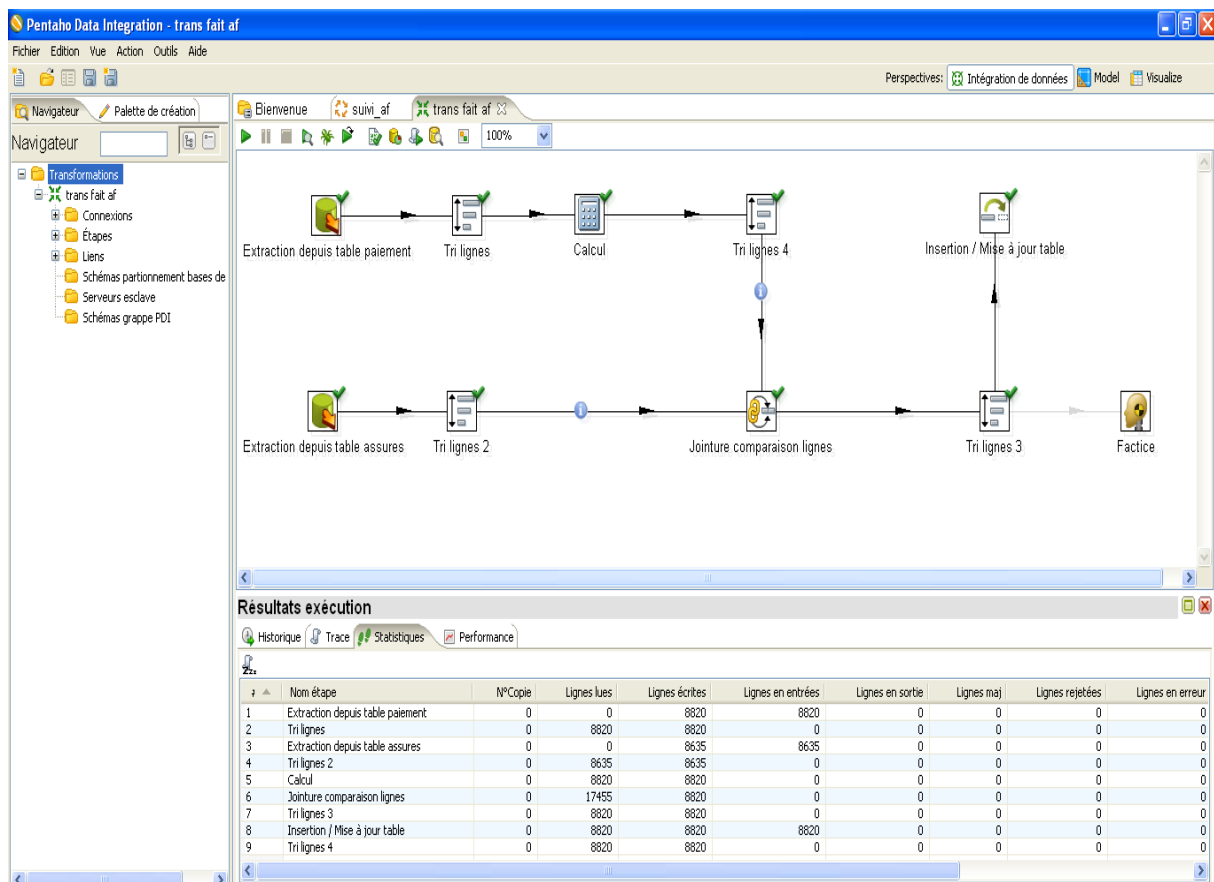 Pentaho Data Integration - trans fait af
Fichier Edition Vue Action Outils Aide
Perspectives: Intégration de données Model Visualize
Navigateur Palette de création
Bienvenue suivi_af trans fait af
Navigateur
100%
Transformations
trans fait af
Connexions
Étapes
Liens
Schémas partionnement bases de
Serveurs esclave
Schémas grappe PDI
Extraction depuis table paiement Tri lignes Calcul Tri lignes 4 Insertion / Mise à jour table
Extraction depuis table assures Tri lignes 2 Jointure comparaison lignes Tri lignes 3 Factice
Résultats exécution
Historique Trace Statistiques Performance
Nom étape N°Copie Lignes lues Lignes écrites Lignes en entrées Lignes en sortie Lignes maj Lignes rejetées Lignes en erreur
1 Extraction depuis table paiement 0 0 8820 8820 0 0 0 0
2 Tri lignes 0 8820 8820 0 0 0 0 0
3 Extraction depuis table assures 0 0 8635 8635 0 0 0 0
4 Tri lignes 2 0 8635 8635 0 0 0 0 0
5 Calcul 0 8820 8820 0 0 0 0 0
6 Jointure comparaison lignes 0 17455 8820 0 0 0 0 0
7 Tri lignes 3 0 8820 8820 0 0 0 0 0
8 Insertion / Mise à jour table 0 8820 8820 8820 0 0 0 0
9 Tri lignes 4 0 8820 8820 0 0 0 0 0